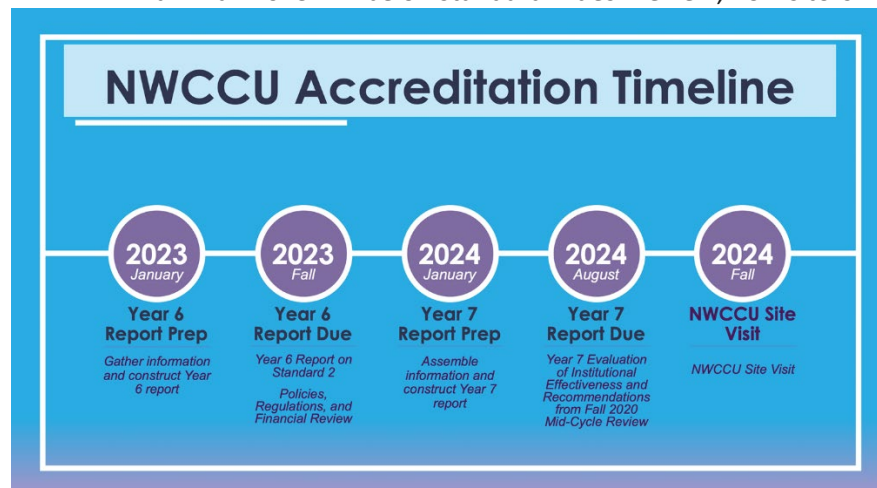 NWCCU Accreditation Timeline
2023
January
Year 6
Report Prep
Gather information
and construct Year
6 report
2023
Fall
Year 6
Report Due
Year 6 Report on
Standard 2
Policies,
Regulations, and
Financial Review
2024
January
Year 7
Report Prep
Assemble
information and
construct Year 7
report
2024
August
Year 7
Report Due
Year 7 Evaluation
of Institutional
Effectiveness and
Recommendations
from Fall 2020
Mid-Cycle Review
2024
Fall
NWCCU Site
Visit
NWCCU Site Visit